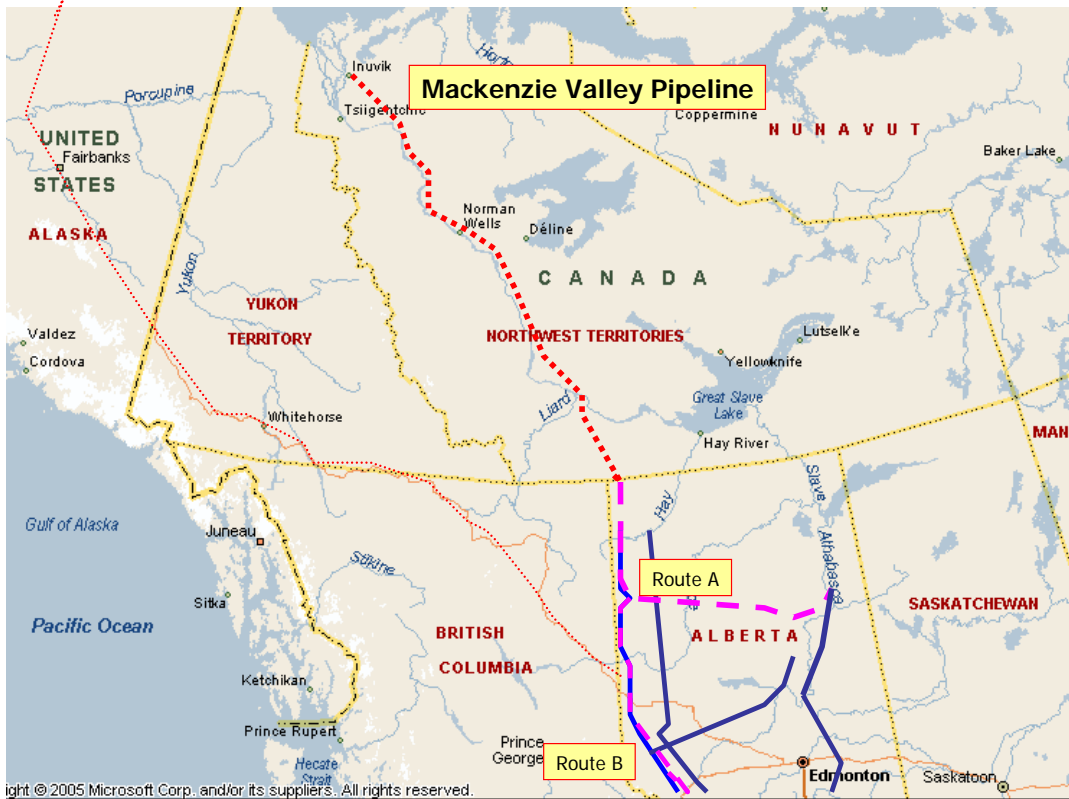 Inuvik
Mackenzie Valley Pipeline
Porcupine
Tsiigehtchic
Coppermine
NUNAVUT
UNITED
Fairbanks
STATES
Baker Lake
Norman
Wells
Déline
ALASKA
CANADA
Yukon
YUKON
TERRITORY
Valdez
Cordova
NORTHWEST TERRITORIES
Lutselk'e
Yellowknife
Whitehorse
Liard
Great Slave
Lake
Hay River
MAN
Hay
Slave
Gulf of Alaska
Juneau
Athabasca
Stikine
Route A
Sitka
SASKATCHEWAN
Pacific Ocean
BRITISH
ALBERTA
COLUMBIA
Ketchikan
Prince Rupert
Prince
George
Route B
Hecate
Strait
Edmonton
Saskatoon
ight © 2005 Microsoft Corp. and/or its suppliers. All rights reserved.